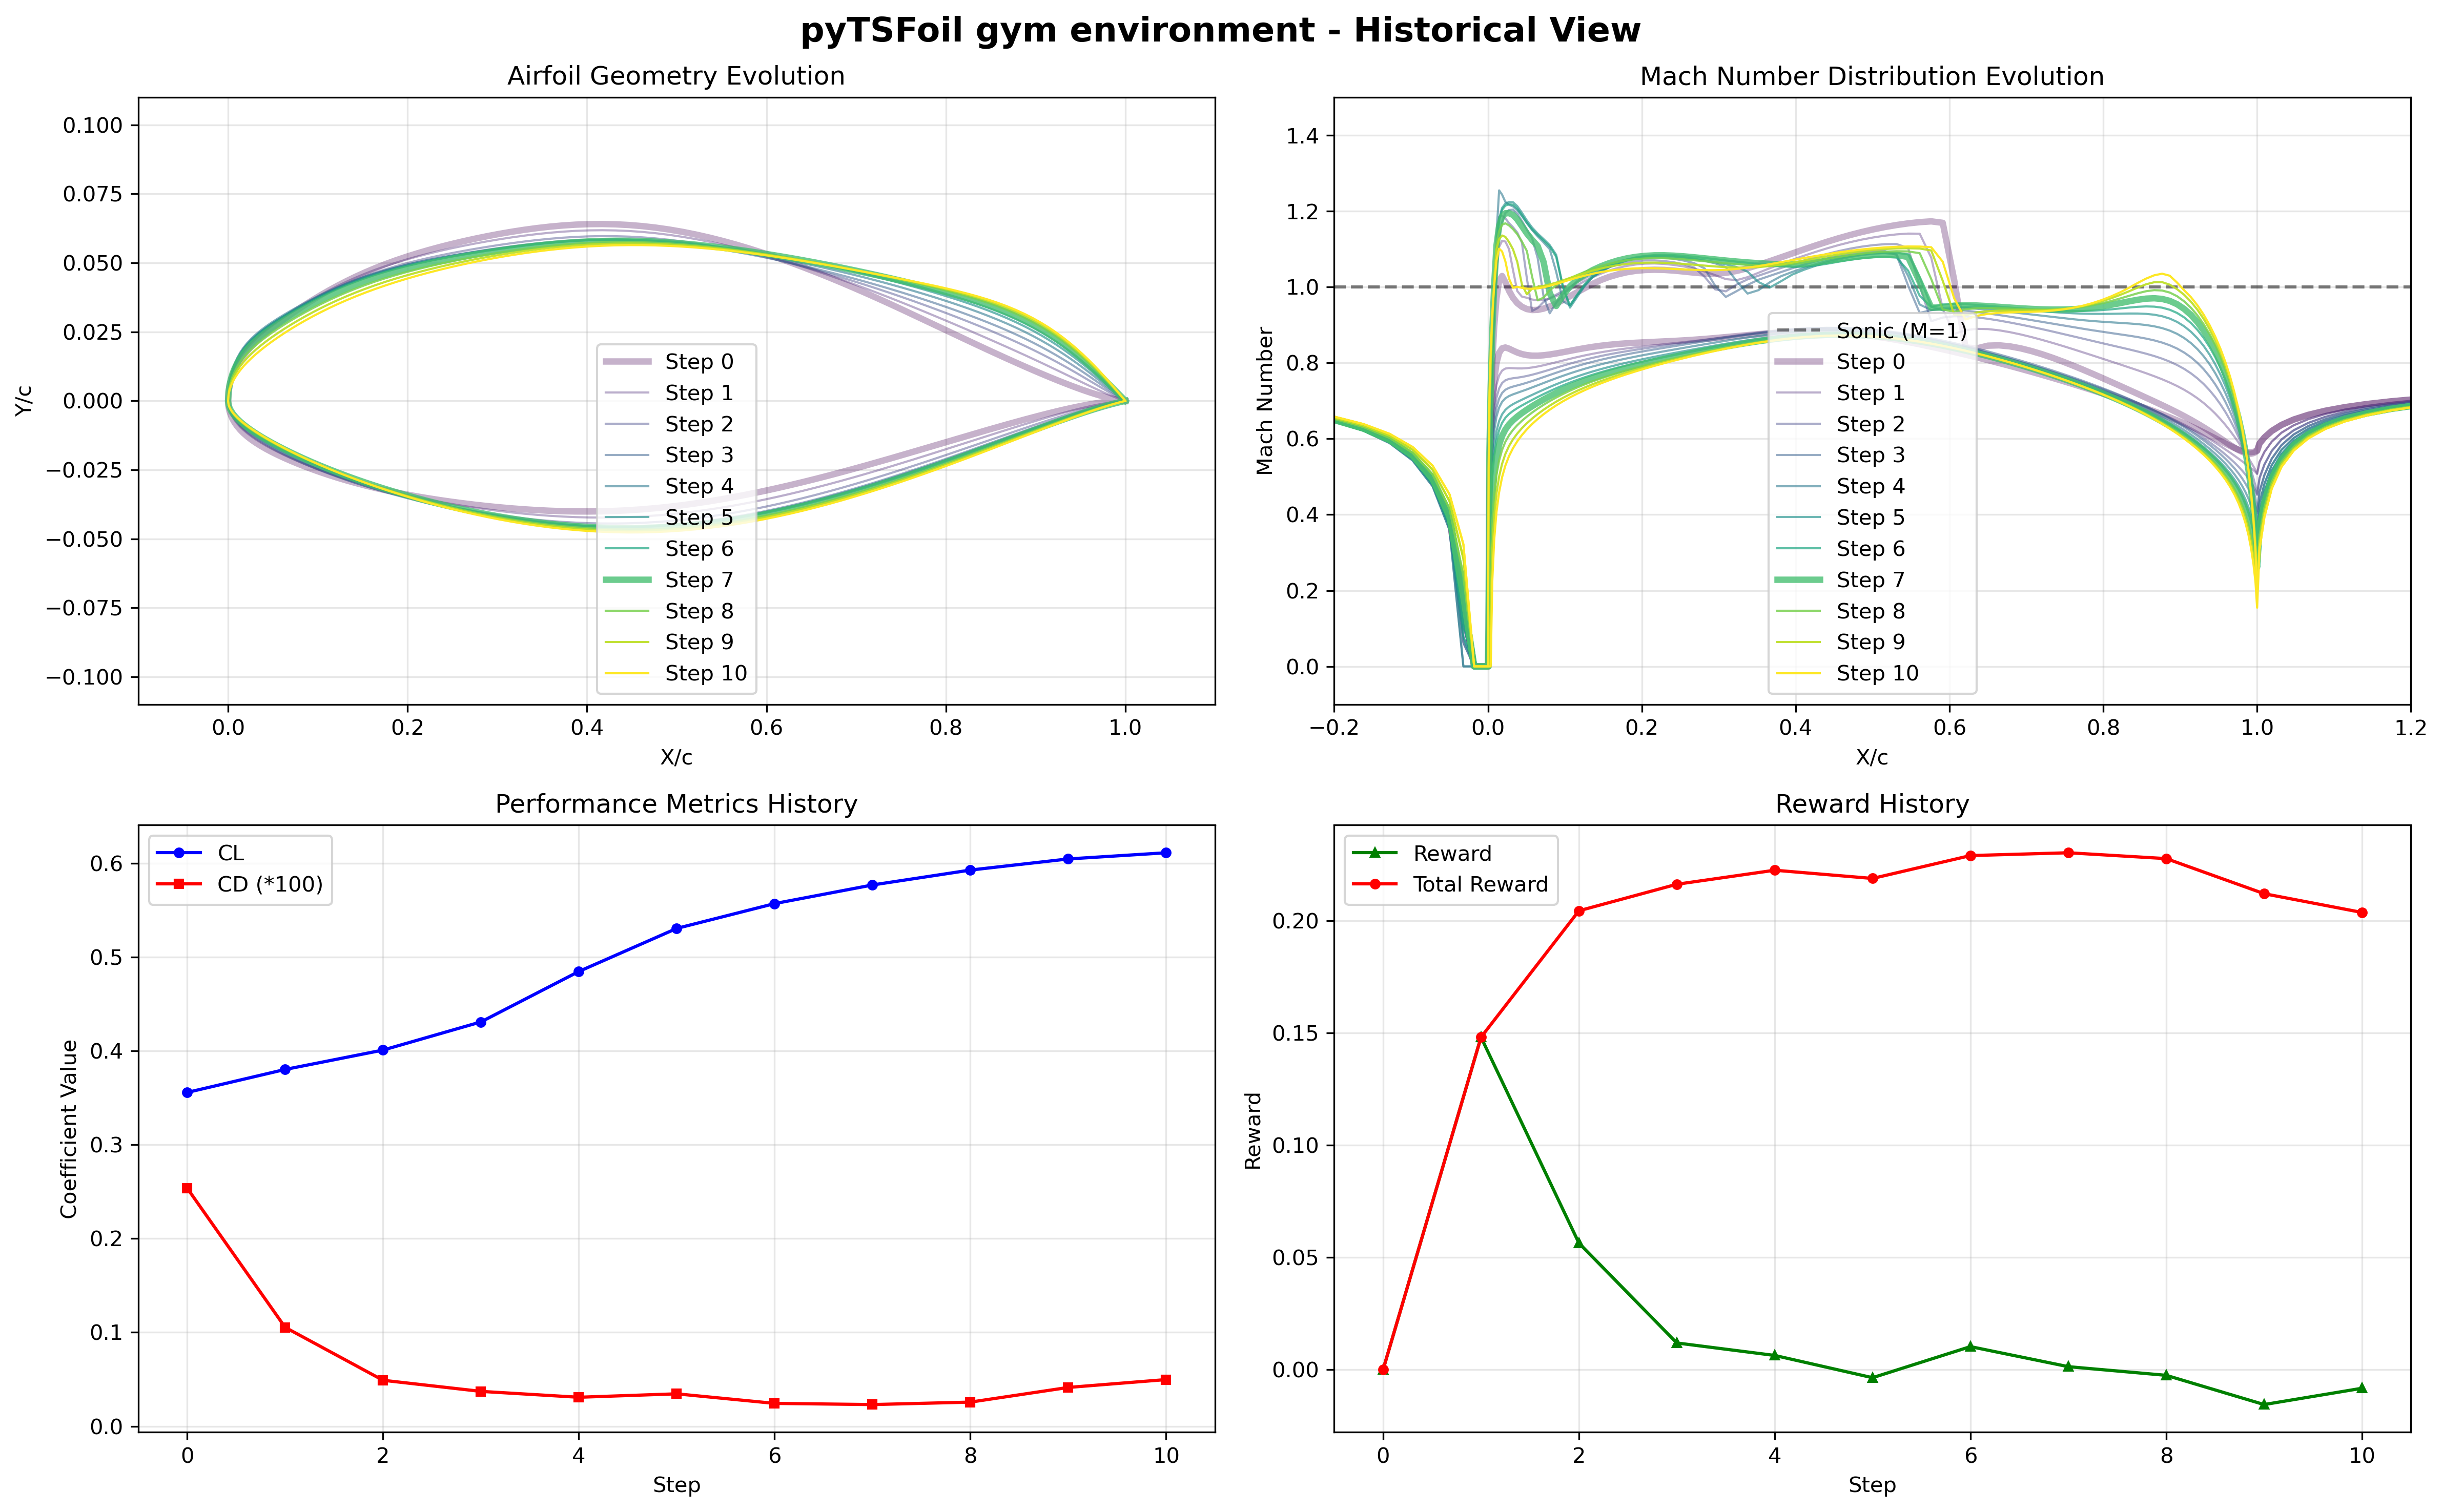 pyTSFoil gym environment - Historical View
Airfoil Geometry Evolution
0.100
0.075
0.050
0.025
0.000
−0.025
−0.050
−0.075
−0.100
Y/c
0.0
0.2
0.4
0.6
0.8
1.0
X/c
Step 0
Step 1
Step 2
Step 3
Step 4
Step 5
Step 6
Step 7
Step 8
Step 9
Step 10
Mach Number Distribution Evolution
1.4
1.2
1.0
0.8
0.6
0.4
0.2
0.0
Mach Number
−0.2
0.0
0.2
0.4
0.6
0.8
1.0
1.2
X/c
Sonic (M=1)
Step 0
Step 1
Step 2
Step 3
Step 4
Step 5
Step 6
Step 7
Step 8
Step 9
Step 10
Performance Metrics History
CL
CD (*100)
0.6
0.5
0.4
0.3
0.2
0.1
0.0
Coefficient Value
0
2
4
6
8
10
Step
Reward History
Reward
Total Reward
0.20
0.15
0.10
0.05
0.00
Reward
0
2
4
6
8
10
Step